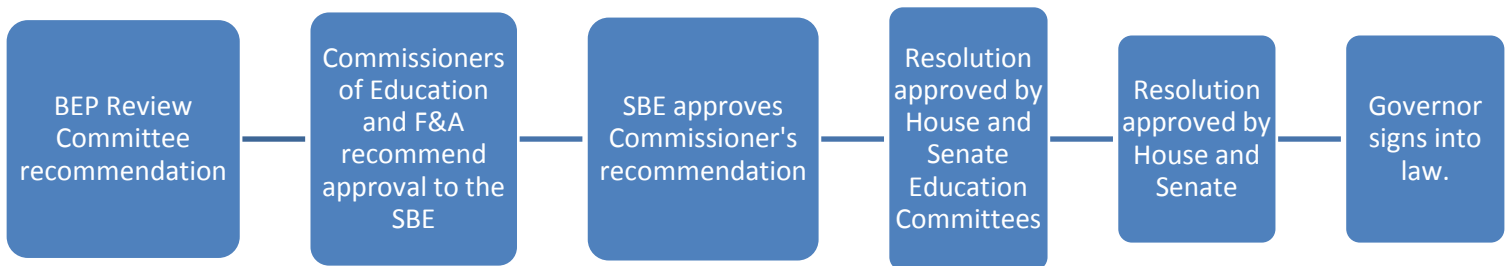 BEP Review
Committee
recommendation
Commissioners
of Education
and F&A
recommend
approval to the
SBE
SBE approves
Commissioner's
recommendation
Resolution
approved by
House and
Senate
Education
Committees
Resolution
approved by
House and
Senate
Governor
signs into
law.